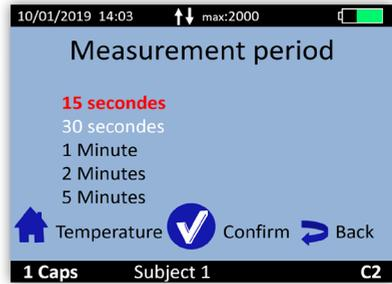 10/01/2019 14:03 max:2000
Measurement period
15 secondes
30 secondes
1 Minute
2 Minutes
5 Minutes
Temperature Confirm Back
1 Caps Subject 1 C2